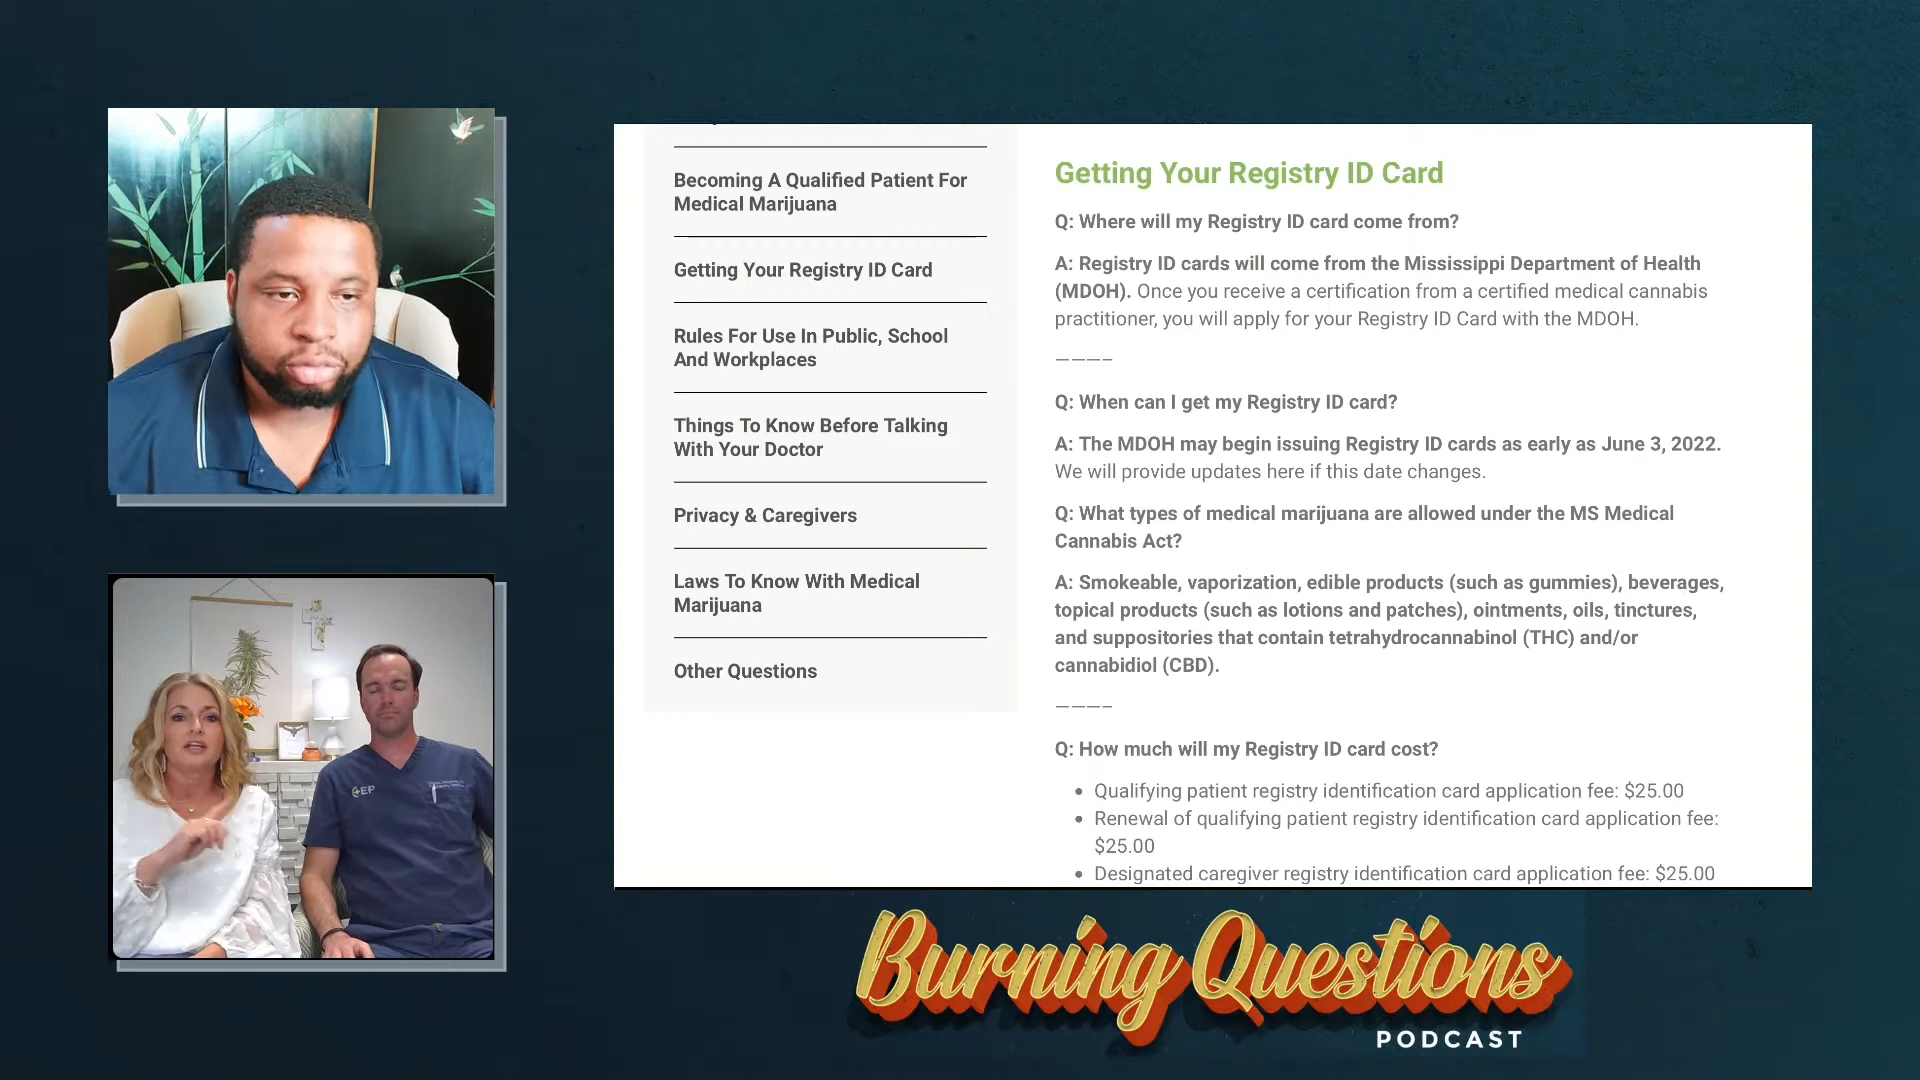 Becoming A Qualified Patient For
Medical Marijuana
Getting Your Registry ID Card
Rules For Use In Public, School
And Workplaces
Things To Know Before Talking
With Your Doctor
Privacy & Caregivers
Laws To Know With Medical
Marijuana
Other Questions
Getting Your Registry ID Card
Q: Where will my Registry ID card come from?
A: Registry ID cards will come from the Mississippi Department of Health
(MDOH). Once you receive a certification from a certified medical cannabis
practitioner, you will apply for your Registry ID Card with the MDOH.
————
Q: When can I get my Registry ID card?
A: The MDOH may begin issuing Registry ID cards as early as June 3, 2022.
We will provide updates here if this date changes.
Q: What types of medical marijuana are allowed under the MS Medical
Cannabis Act?
A: Smokeable, vaporization, edible products (such as gummies), beverages,
topical products (such as lotions and patches), ointments, oils, tinctures,
and suppositories that contain tetrahydrocannabinol (THC) and/or
cannabidiol (CBD).
————
Q: How much will my Registry ID card cost?
• Qualifying patient registry identification card application fee: $25.00
• Renewal of qualifying patient registry identification card application fee:
$25.00
• Designated caregiver registry identification card application fee: $25.00
EP
Burning Questions
PODCAST